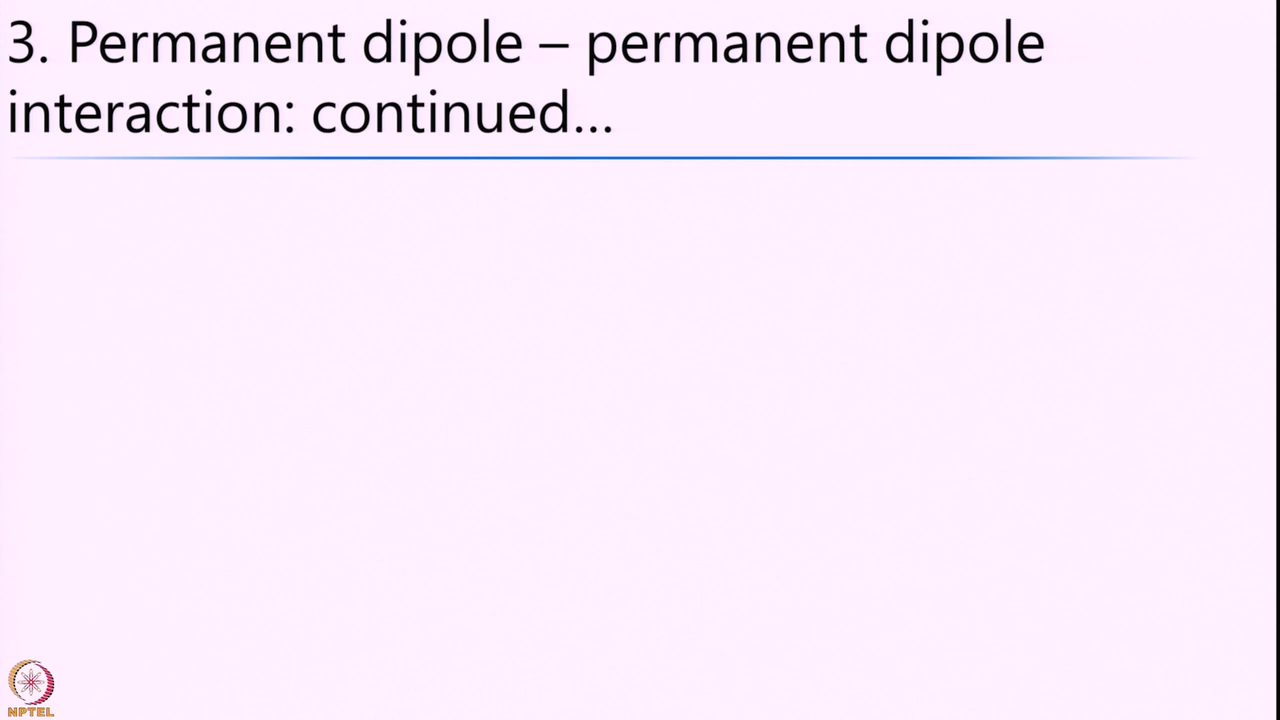 3. Permanent dipole – permanent dipole
interaction: continued...
NPTEL